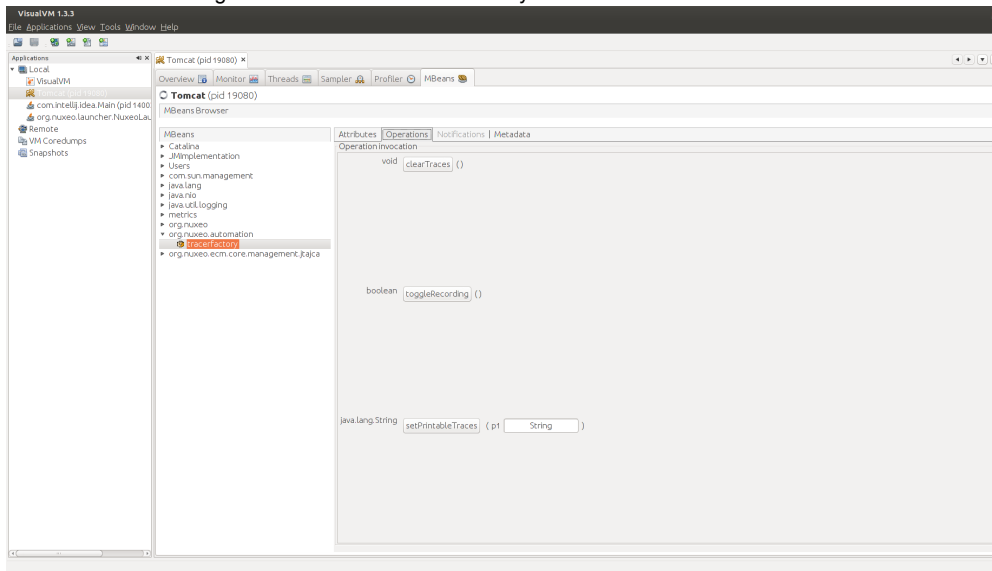 VisualVM 1.3.3
File Applications View Tools Window Help
Applications
Local
VisualVM
Tomcat (pid 19080)
com.intellij.idea.Main (pid 1400
org.nuxeo.launcher.NuxeoLau
Remote
VM Coredumps
Snapshots
Tomcat (pid 19080)
Overview Monitor Threads Sampler Profiler MBeans
Tomcat (pid 19080)
MBeans Browser
MBeans
Catalina
JMImplementation
Users
com.sun.management
java.lang
java.nio
java.util.logging
metrics
org.nuxeo
org.nuxeo.automation
tracerfactory
org.nuxeo.ecm.core.management.jtajca
Attributes Operations Notifications Metadata
Operation invocation
void clearTraces ()
boolean toggleRecording ()
java.lang.String setPrintableTraces ( p1 String )